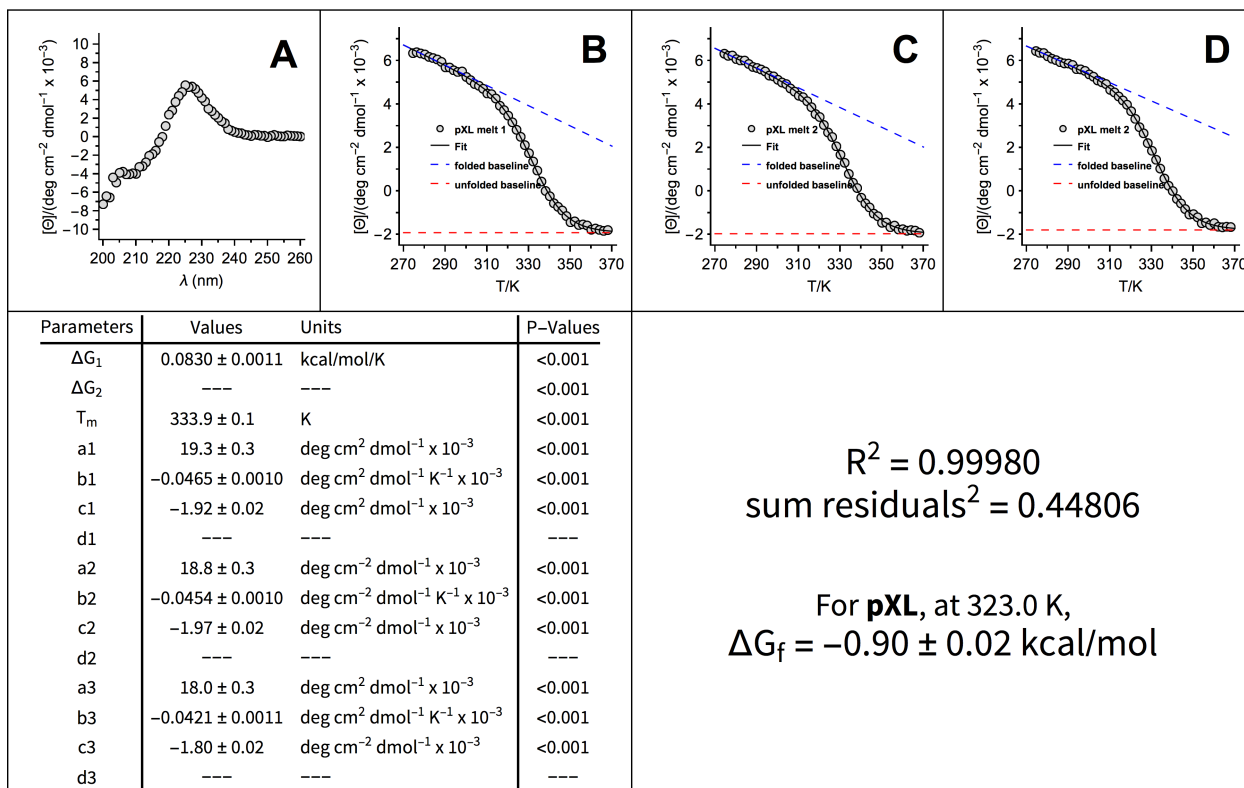 A
[Θ]/(deg cm⁻² dmol⁻¹ x 10⁻³)
10
8
6
4
2
0
−2
−4
−6
−8
−10
200 210 220 230 240 250 260
λ (nm)
B
[Θ]/(deg cm⁻² dmol⁻¹ x 10⁻³)
6
4
2
0
−2
pXL melt 1
Fit
folded baseline
unfolded baseline
270 290 310 330 350 370
T/K
C
[Θ]/(deg cm⁻² dmol⁻¹ x 10⁻³)
6
4
2
0
−2
pXL melt 2
Fit
folded baseline
unfolded baseline
270 290 310 330 350 370
T/K
D
[Θ]/(deg cm⁻² dmol⁻¹ x 10⁻³)
6
4
2
0
−2
pXL melt 2
Fit
folded baseline
unfolded baseline
270 290 310 330 350 370
T/K
Parameters Values Units P–Values
ΔG₁ 0.0830 ± 0.0011 kcal/mol/K <0.001
ΔG₂ −−− −−− <0.001
Tₘ 333.9 ± 0.1 K <0.001
a1 19.3 ± 0.3 deg cm² dmol⁻¹ x 10⁻³ <0.001
b1 −0.0465 ± 0.0010 deg cm² dmol⁻¹ K⁻¹ x 10⁻³ <0.001
c1 −1.92 ± 0.02 deg cm² dmol⁻¹ x 10⁻³ <0.001
d1 −−− −−− −−−
a2 18.8 ± 0.3 deg cm⁻² dmol⁻¹ x 10⁻³ <0.001
b2 −0.0454 ± 0.0010 deg cm⁻² dmol⁻¹ K⁻¹ x 10⁻³ <0.001
c2 −1.97 ± 0.02 deg cm⁻² dmol⁻¹ x 10⁻³ <0.001
d2 −−− −−− −−−
a3 18.0 ± 0.3 deg cm² dmol⁻¹ x 10⁻³ <0.001
b3 −0.0421 ± 0.0011 deg cm² dmol⁻¹ K⁻¹ x 10⁻³ <0.001
c3 −1.80 ± 0.02 deg cm⁻² dmol⁻¹ x 10⁻³ <0.001
d3 −−− −−− −−−
R² = 0.99980
sum residuals² = 0.44806
For pXL, at 323.0 K,
ΔG_f = −0.90 ± 0.02 kcal/mol